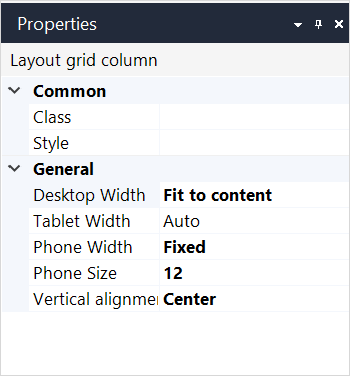 Properties
Layout grid column
Common
Class
Style
General
Desktop Width Fit to content
Tablet Width Auto
Phone Width Fixed
Phone Size 12
Vertical alignme Center